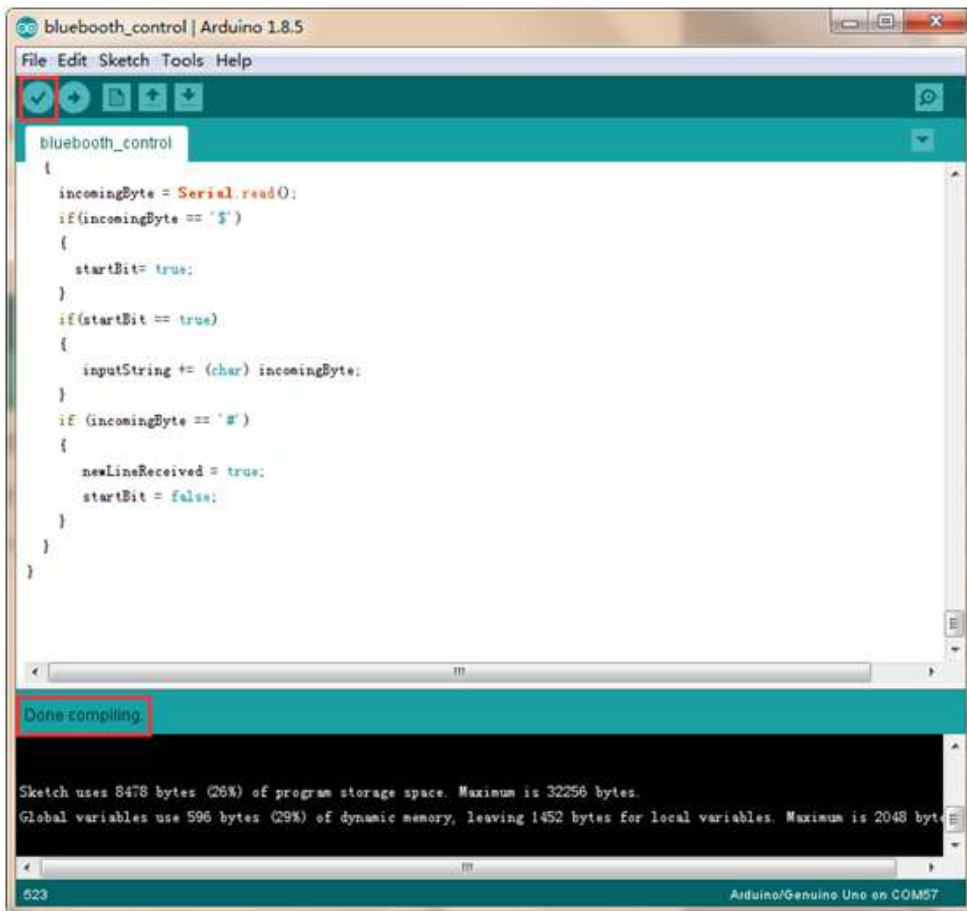 bluebooth_control | Arduino 1.8.5
File Edit Sketch Tools Help
bluebooth_control
{
incomingByte = Serial.read();
if(incomingByte == '$')
{
startBit= true;
}
if(startBit == true)
{
inputString += (char) incomingByte;
}
if (incomingByte == '#')
{
newLineReceived = true;
startBit = false;
}
}
}
Done compiling.
Sketch uses 8478 bytes (26%) of program storage space. Maximum is 32256 bytes.
Global variables use 596 bytes (29%) of dynamic memory, leaving 1452 bytes for local variables. Maximum is 2048 byt
523
Arduino/Genuino Uno on COM57